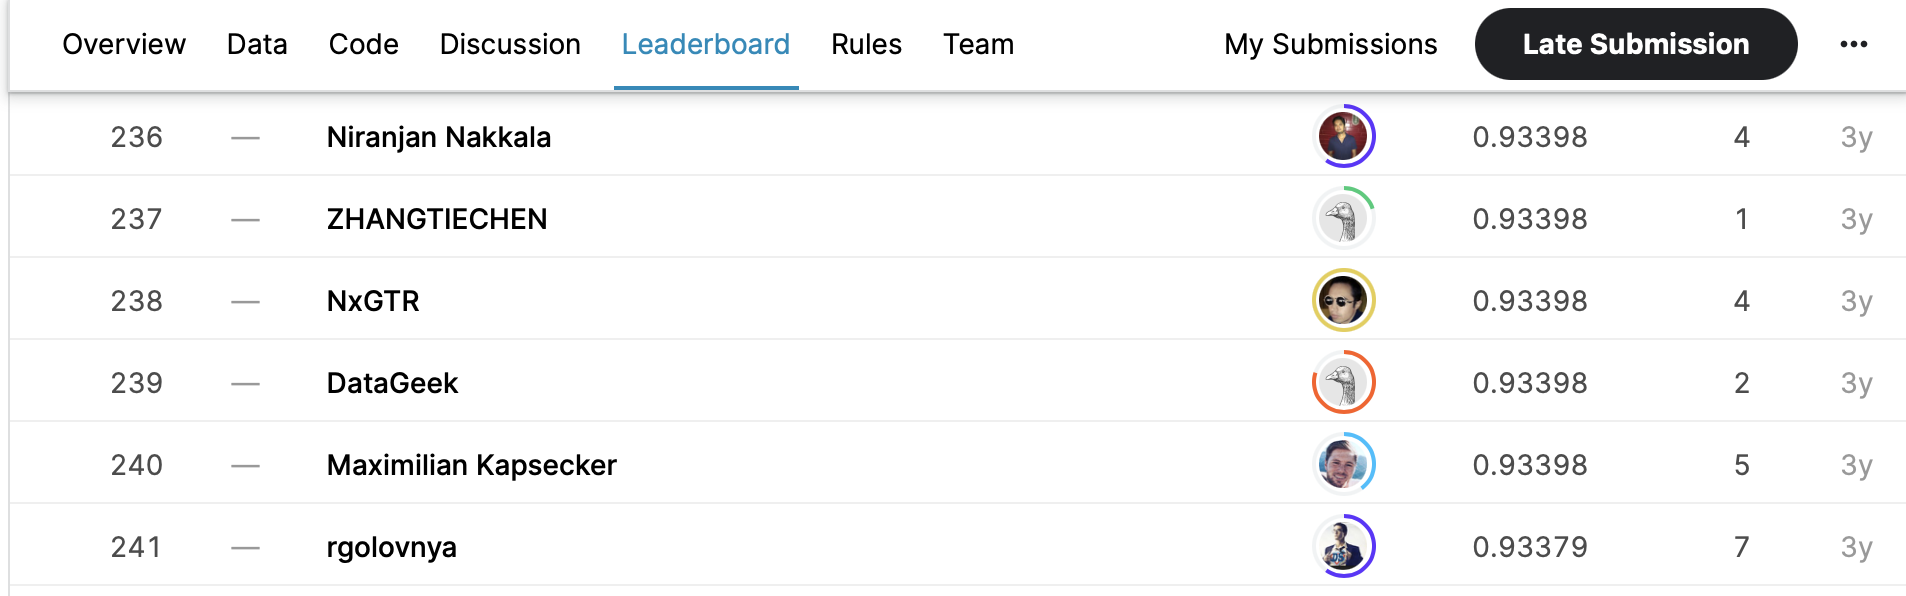 Overview Data Code Discussion Leaderboard Rules Team My Submissions Late Submission
236 — Niranjan Nakkala 0.93398 4 3y
237 — ZHANGTIECHEN 0.93398 1 3y
238 — NxGTR 0.93398 4 3y
239 — DataGeek 0.93398 2 3y
240 — Maximilian Kapsecker 0.93398 5 3y
241 — rgolovnya 0.93379 7 3y